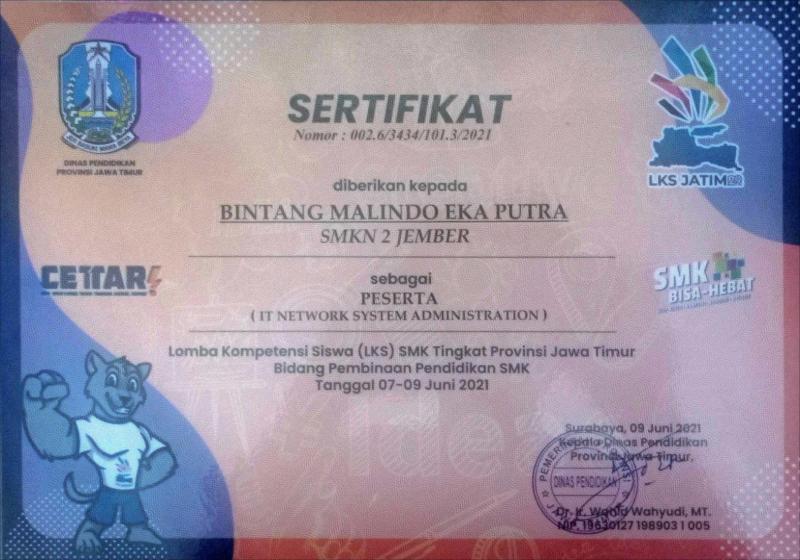 SERTIFIKAT
Nomor : 002.6/3434/101.3/2021
DINAS PENDIDIKAN
PROVINSI JAWA TIMUR
LKS JATIM
diberikan kepada
BINTANG MALINDO EKA PUTRA
SMKN 2 JEMBER
CETTAR!
SMK
BISA-HEBAT
sebagai
PESERTA
( IT NETWORK SYSTEM ADMINISTRATION )
Lomba Kompetensi Siswa (LKS) SMK Tingkat Provinsi Jawa Timur
Bidang Pembinaan Pendidikan SMK
Tanggal 07-09 Juni 2021
Surabaya, 09 Juni 2021
Kepala Dinas Pendidikan
Provinsi Jawa Timur,
DINAS PENDIDIKAN
Dr. Ir. Wahid Wahyudi, MT.
NIP. 19630127 198903 1 005